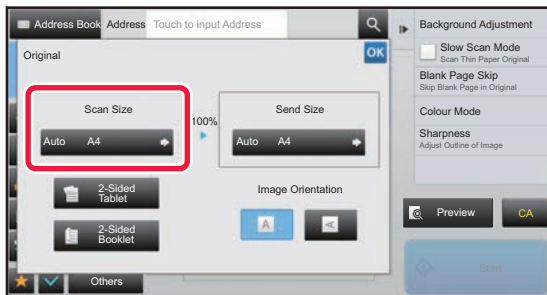 Address Book Address Touch to input Address
Original
OK
Scan Size
Auto A4
100%
Send Size
Auto A4
2-Sided
Tablet
2-Sided
Booklet
Image Orientation
A
A
Others
Background Adjustment
Slow Scan Mode
Scan Thin Paper Original
Blank Page Skip
Skip Blank Page in Original
Colour Mode
Sharpness
Adjust Outline of Image
Preview
CA
Start